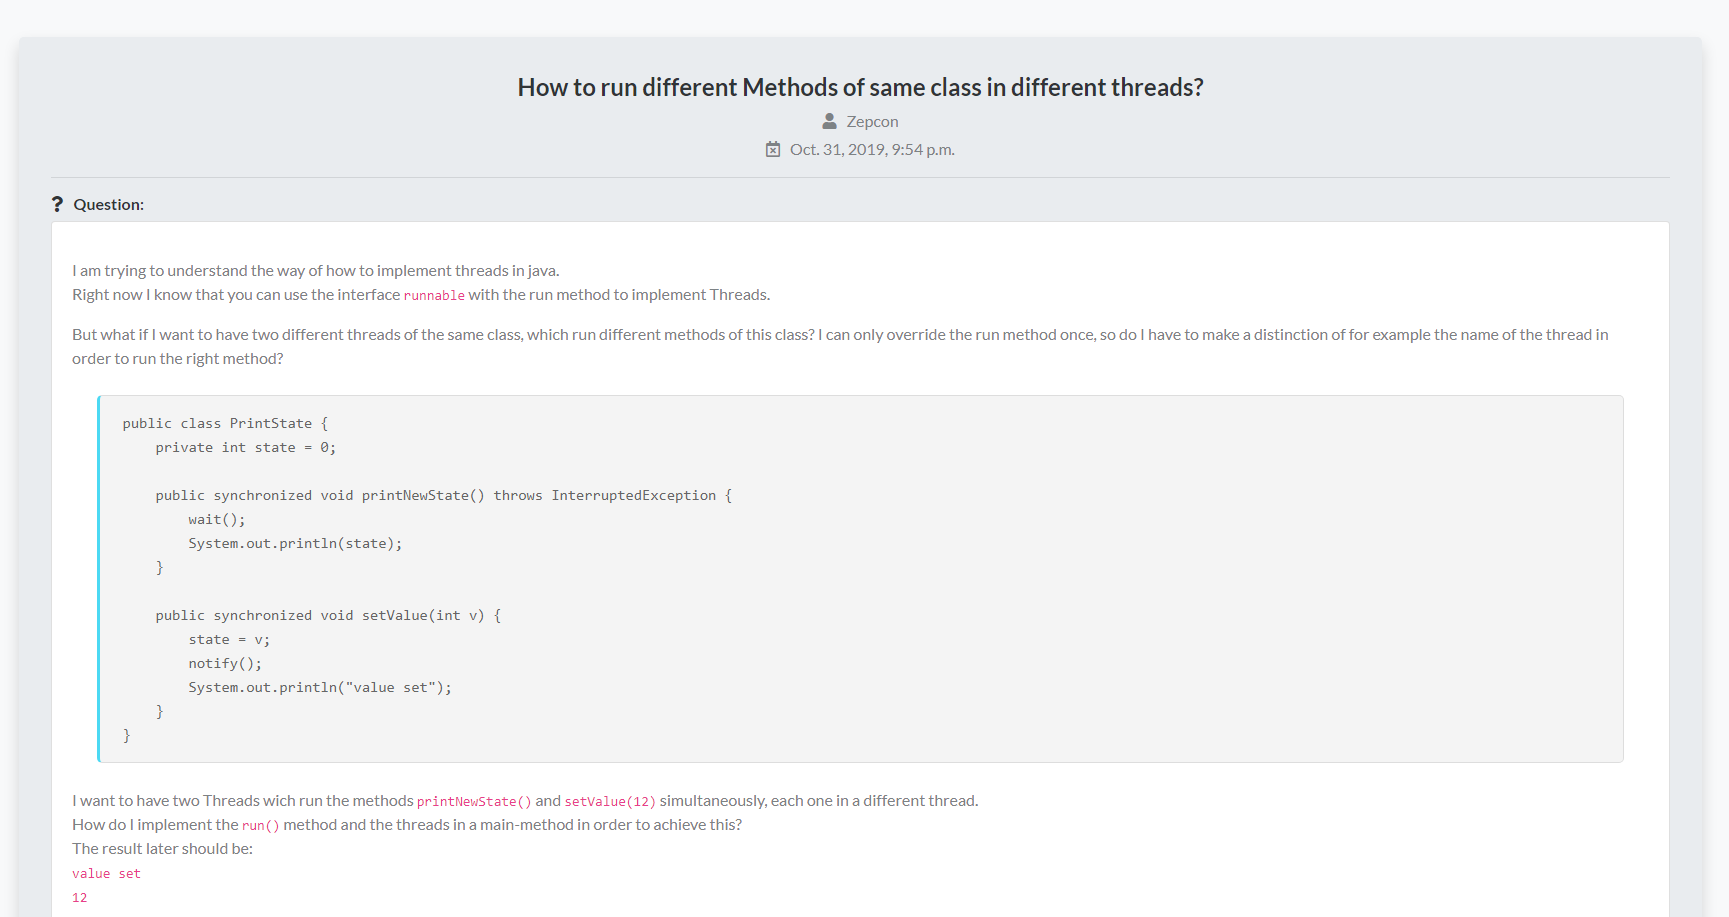 How to run different Methods of same class in different threads?
Zepcon
Oct. 31, 2019, 9:54 p.m.
? Question:
I am trying to understand the way of how to implement threads in java.
Right now I know that you can use the interface runnable with the run method to implement Threads.
But what if I want to have two different threads of the same class, which run different methods of this class? I can only override the run method once, so do I have to make a distinction of for example the name of the thread in
order to run the right method?
public class PrintState {
    private int state = 0;
    public synchronized void printNewState() throws InterruptedException {
        wait();
        System.out.println(state);
    }
    public synchronized void setValue(int v) {
        state = v;
        notify();
        System.out.println("value set");
    }
}
I want to have two Threads wich run the methods printNewState() and setValue(12) simultaneously, each one in a different thread.
How do I implement the run() method and the threads in a main-method in order to achieve this?
The result later should be:
value set
12